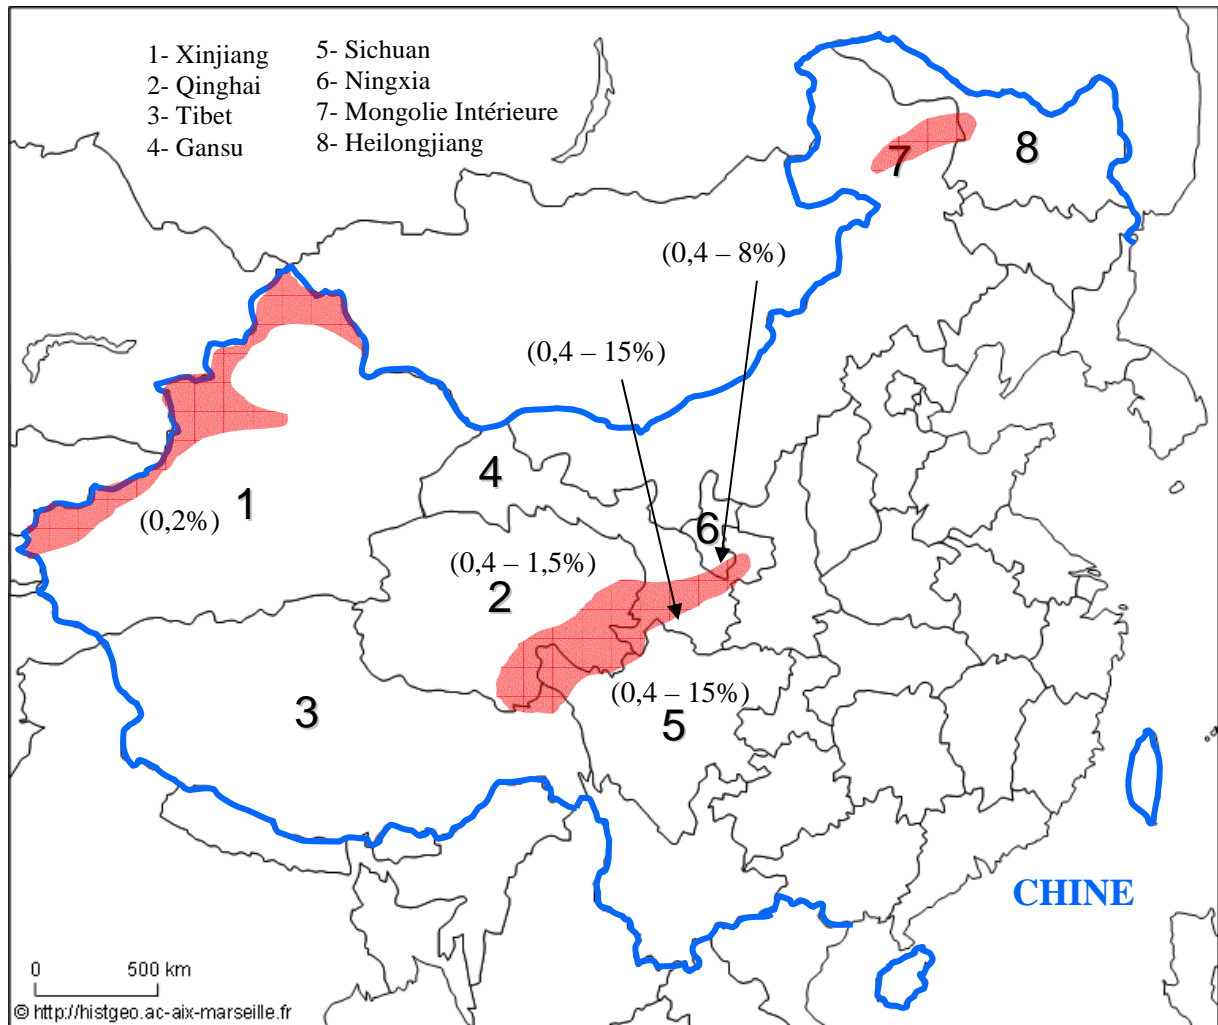 1- Xinjiang
2- Qinghai
3- Tibet
4- Gansu
5- Sichuan
6- Ningxia
7- Mongolie Intérieure
8- Heilongjiang
8
7
(0,4 – 8%)
(0,4 – 15%)
4
1
(0,2%)
6
(0,4 – 1,5%)
2
(0,4 – 15%)
3
5
CHINE
0 500 km
© http://histgeo.ac-aix-marseille.fr